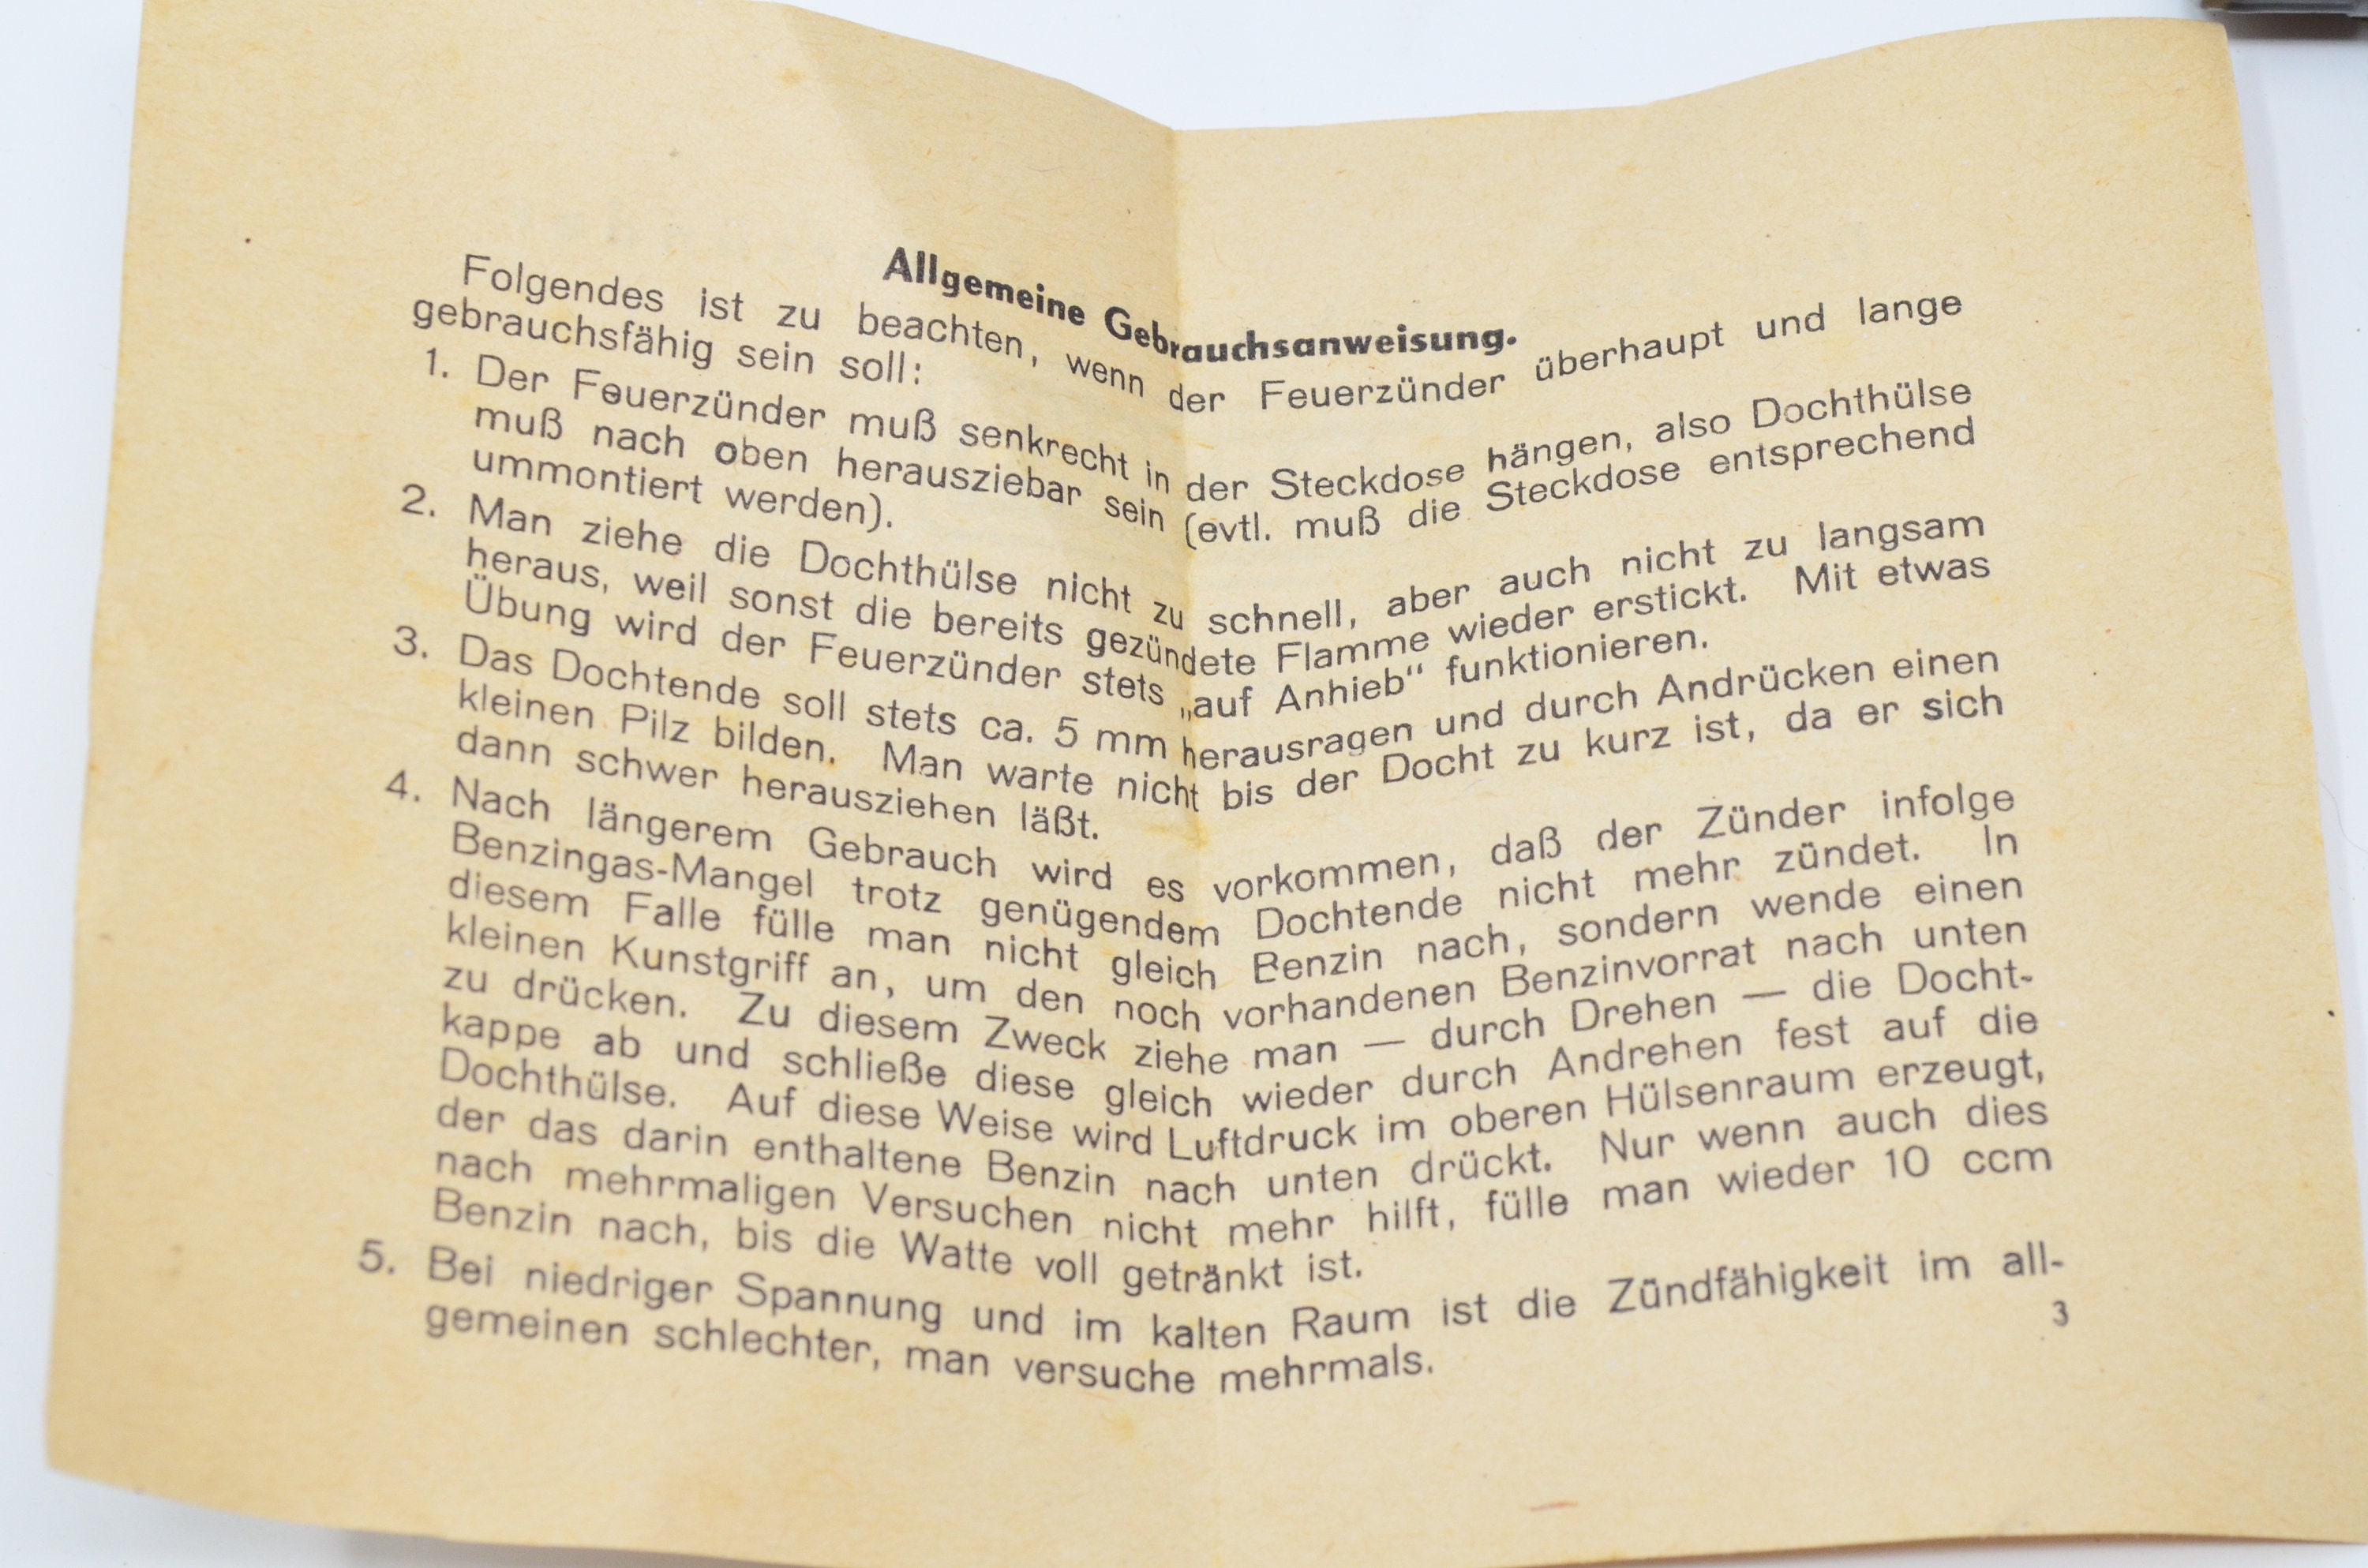 Allgemeine Gebrauchsanweisung.
Folgendes ist zu beachten, wenn der Feuerzünder überhaupt und lange
gebrauchsfähig sein soll:
1. Der Feuerzünder muß senkrecht in der Steckdose hängen, also Dochthülse
muß nach oben herausziehbar sein (evtl. muß die Steckdose entsprechend
ummontiert werden).
2. Man ziehe die Dochthülse nicht zu schnell, aber auch nicht zu langsam
heraus, weil sonst die bereits gezündete Flamme wieder erstickt. Mit etwas
Übung wird der Feuerzünder stets „auf Anhieb“ funktionieren.
3. Das Dochtende soll stets ca. 5 mm herausragen und durch Andrücken einen
kleinen Pilz bilden. Man warte nicht bis der Docht zu kurz ist, da er sich
dann schwer herausziehen läßt.
4. Nach längerem Gebrauch wird es vorkommen, daß der Zünder infolge
Benzingas-Mangel trotz genügendem Dochtende nicht mehr zündet. In
diesem Falle fülle man nicht gleich Benzin nach, sondern wende einen
kleinen Kunstgriff an, um den noch vorhandenen Benzinvorrat nach unten
zu drücken. Zu diesem Zweck ziehe man — durch Drehen — die Docht-
kappe ab und schließe diese gleich wieder durch Andrehen fest auf die
Dochthülse. Auf diese Weise wird Luftdruck im oberen Hülsenraum erzeugt,
der das darin enthaltene Benzin nach unten drückt. Nur wenn auch dies
nach mehrmaligen Versuchen nicht mehr hilft, fülle man wieder 10 ccm
Benzin nach, bis die Watte voll getränkt ist.
5. Bei niedriger Spannung und im kalten Raum ist die Zündfähigkeit im all-
gemeinen schlechter, man versuche mehrmals.
3